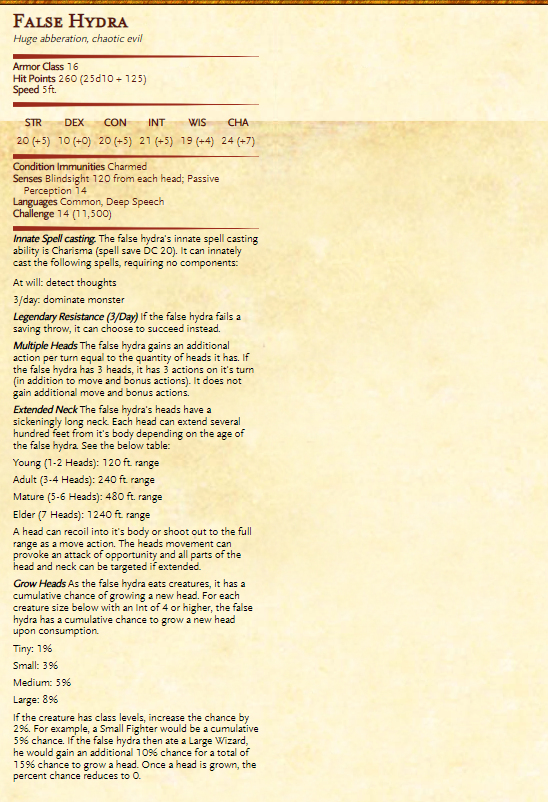 False Hydra
Huge abberation, chaotic evil
Armor Class 16
Hit Points 260 (25d10 + 125)
Speed 5ft.
STR DEX CON INT WIS CHA
20 (+5) 10 (+0) 20 (+5) 21 (+5) 19 (+4) 24 (+7)
Condition Immunities Charmed
Senses Blindsight 120 from each head; Passive
Perception 14
Languages Common, Deep Speech
Challenge 14 (11,500)
Innate Spell casting. The false hydra's innate spell casting
ability is Charisma (spell save DC 20). It can innately
cast the following spells, requiring no components:
At will: detect thoughts
3/day: dominate monster
Legendary Resistance (3/Day) If the false hydra fails a
saving throw, it can choose to succeed instead.
Multiple Heads The false hydra gains an additional
action per turn equal to the quantity of heads it has. If
the false hydra has 3 heads, it has 3 actions on it's turn
(in addition to move and bonus actions). It does not
gain additional move and bonus actions.
Extended Neck The false hydra's heads have a
sickeningly long neck. Each head can extend several
hundred feet from it's body depending on the age of
the false hydra. See the below table:
Young (1-2 Heads): 120 ft. range
Adult (3-4 Heads): 240 ft. range
Mature (5-6 Heads): 480 ft. range
Elder (7 Heads): 1240 ft. range
A head can recoil into it's body or shoot out to the full
range as a move action. The heads movement can
provoke an attack of opportunity and all parts of the
head and neck can be targeted if extended.
Grow Heads As the false hydra eats creatures, it has a
cumulative chance of growing a new head. For each
creature size below with an Int of 4 or higher, the false
hydra has a cumulative chance to grow a new head
upon consumption.
Tiny: 1%
Small: 3%
Medium: 5%
Large: 8%
If the creature has class levels, increase the chance by
2%. For example, a Small Fighter would be a cumulative
5% chance. If the false hydra then ate a Large Wizard,
he would gain an additional 10% chance for a total of
15% chance to grow a head. Once a head is grown, the
percent chance reduces to 0.